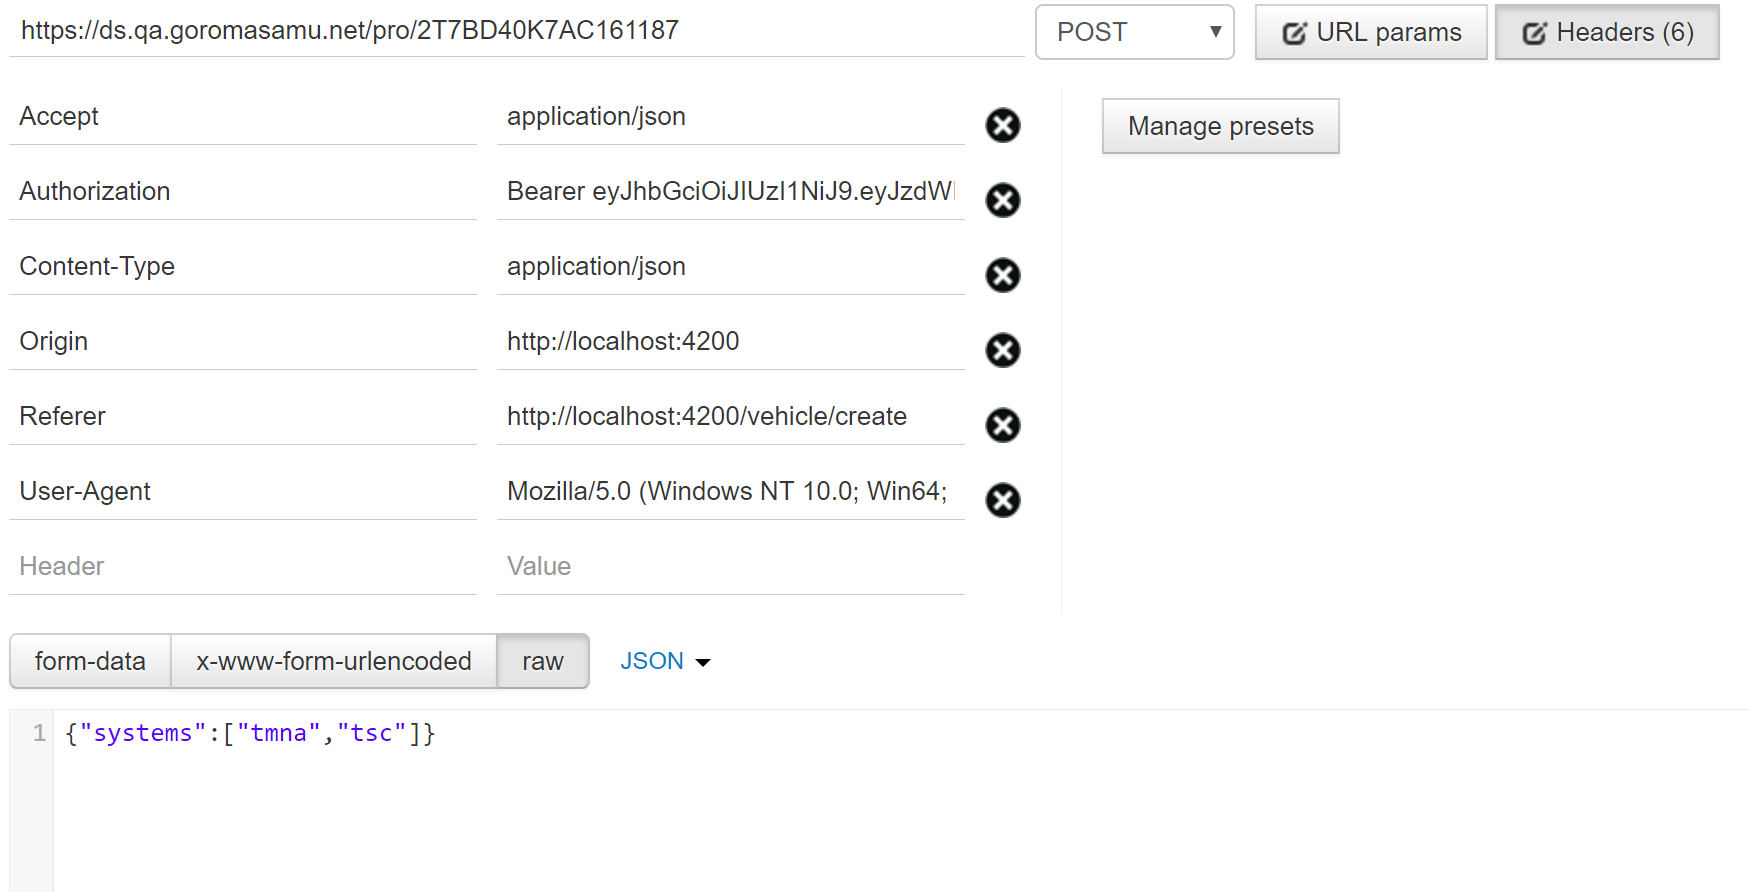 https://ds.qa.goromasamu.net/pro/2T7BD40K7AC161187 POST URL params Headers (6)
Accept application/json Manage presets
Authorization Bearer eyJhbGciOiJIUzI1NiJ9.eyJzdWI
Content-Type application/json
Origin http://localhost:4200
Referer http://localhost:4200/vehicle/create
User-Agent Mozilla/5.0 (Windows NT 10.0; Win64;
Header Value
form-data x-www-form-urlencoded raw JSON
1 {"systems":["tmna","tsc"]}